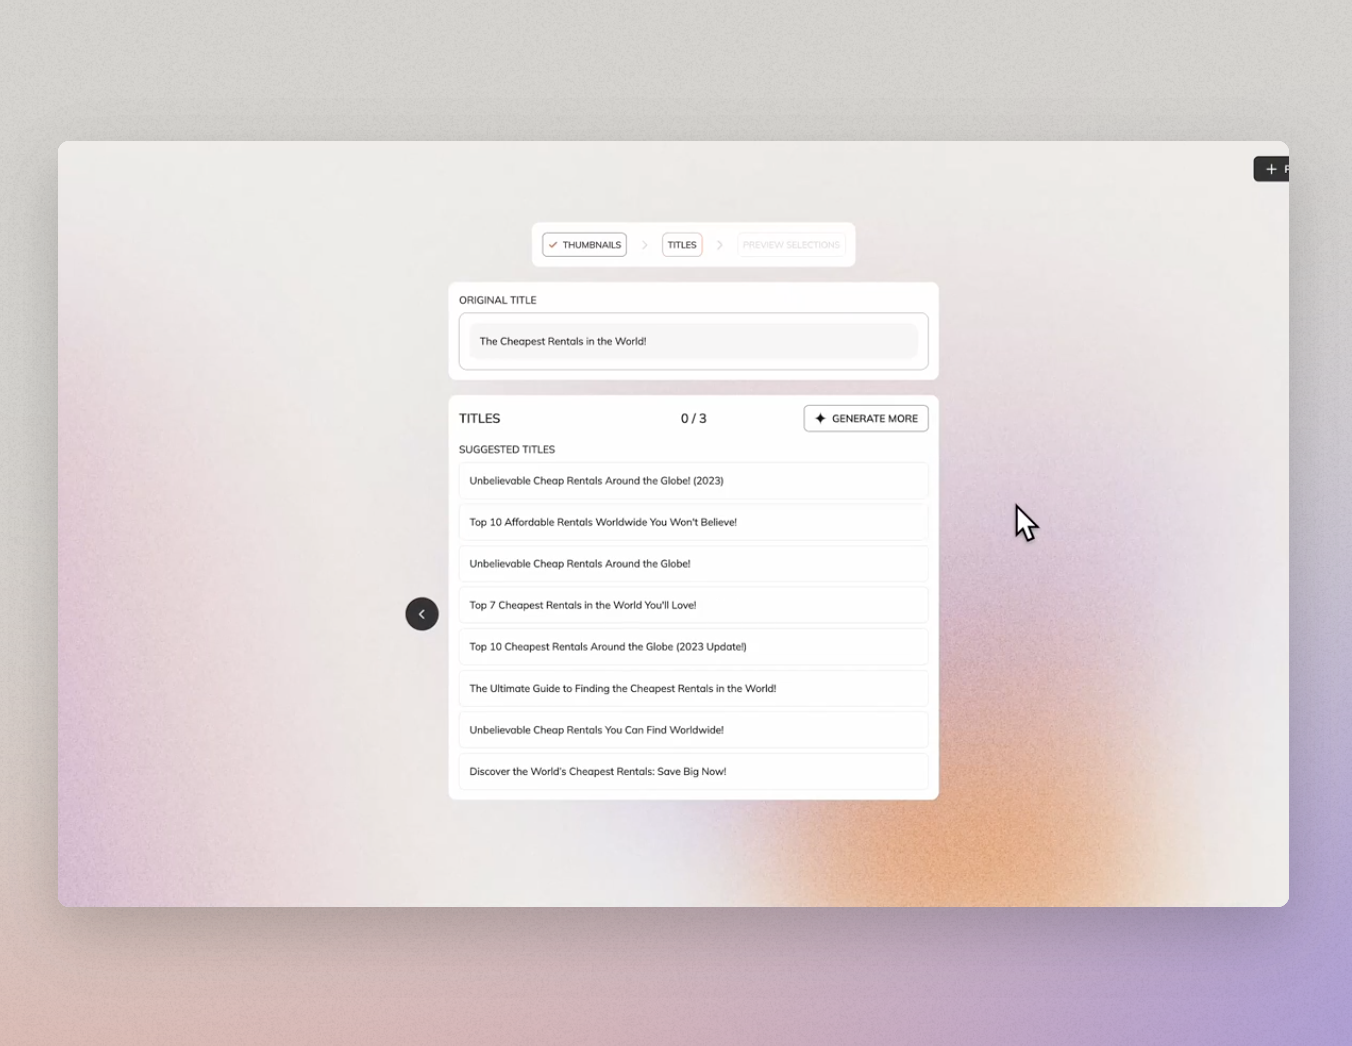 THUMBNAILS
TITLES
PREVIEW SELECTIONS
ORIGINAL TITLE
The Cheapest Rentals in the World!
TITLES
0 / 3
GENERATE MORE
SUGGESTED TITLES
Unbelievable Cheap Rentals Around the Globe! (2023)
Top 10 Affordable Rentals Worldwide You Won't Believe!
Unbelievable Cheap Rentals Around the Globe!
Top 7 Cheapest Rentals in the World You'll Love!
Top 10 Cheapest Rentals Around the Globe (2023 Update!)
The Ultimate Guide to Finding the Cheapest Rentals in the World!
Unbelievable Cheap Rentals You Can Find Worldwide!
Discover the World's Cheapest Rentals: Save Big Now!